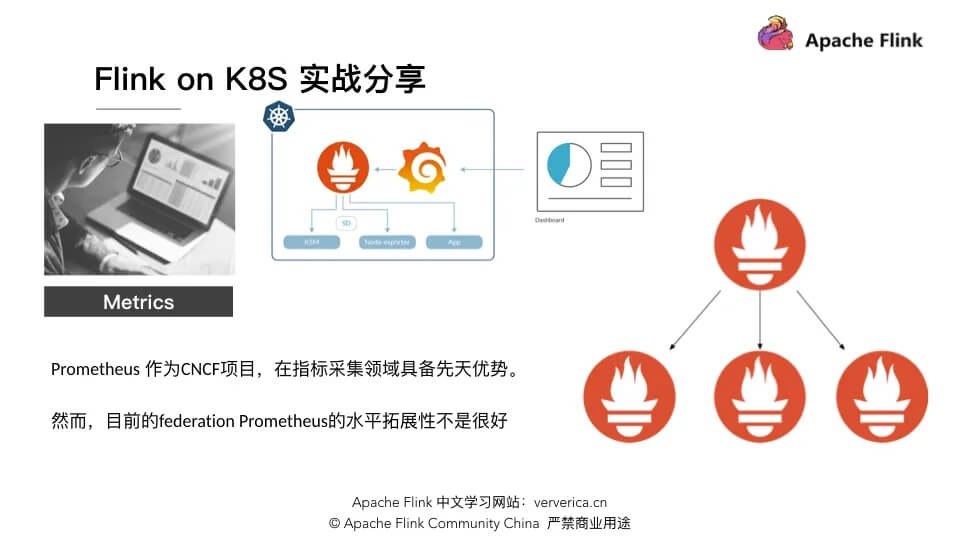 Apache Flink
Flink on K8S 实战分享
SD
KSM
Node exporter
App
Dashboard
Metrics
Prometheus 作为CNCF项目，在指标采集领域具备先天优势。
然而，目前的federation Prometheus的水平拓展性不是很好
Apache Flink 中文学习网站：ververica.cn
© Apache Flink Community China 严禁商业用途